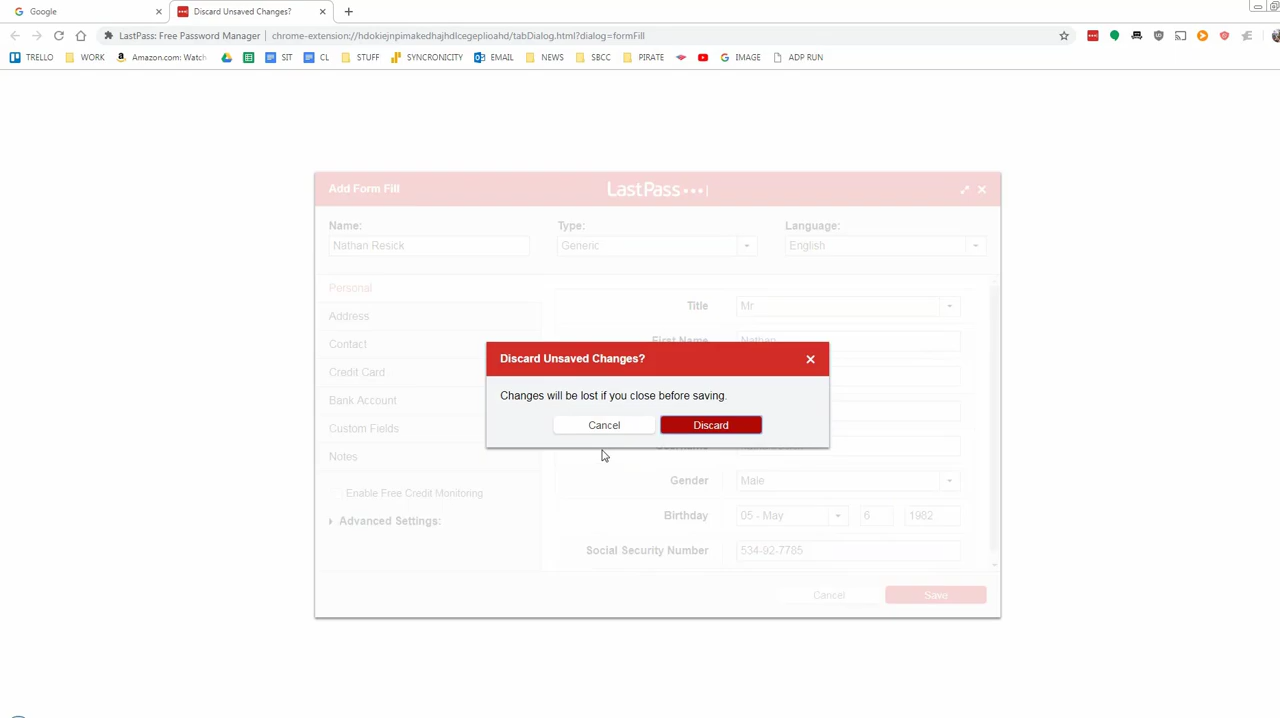 Google
Discard Unsaved Changes?
LastPass: Free Password Manager chrome-extension://hdokiejnpimakedhajhdlcegeplioahd/tabDialog.html?dialog=formFill
TRELLO WORK Amazon.com: Watch SIT CL STUFF SYNCRONICITY EMAIL NEWS SBCC PIRATE IMAGE ADP RUN
Add Form Fill LastPass
Name: Type: Language:
Nathan Resick Generic English
Personal
Title Mr
Address
First Name Nathan
Contact
Discard Unsaved Changes?
Credit Card
Changes will be lost if you close before saving.
Bank Account
Cancel Discard
Custom Fields
Notes
Gender Male
Enable Free Credit Monitoring
Birthday 05 - May 6 1982
Advanced Settings:
Social Security Number 534-92-7785
Cancel Save